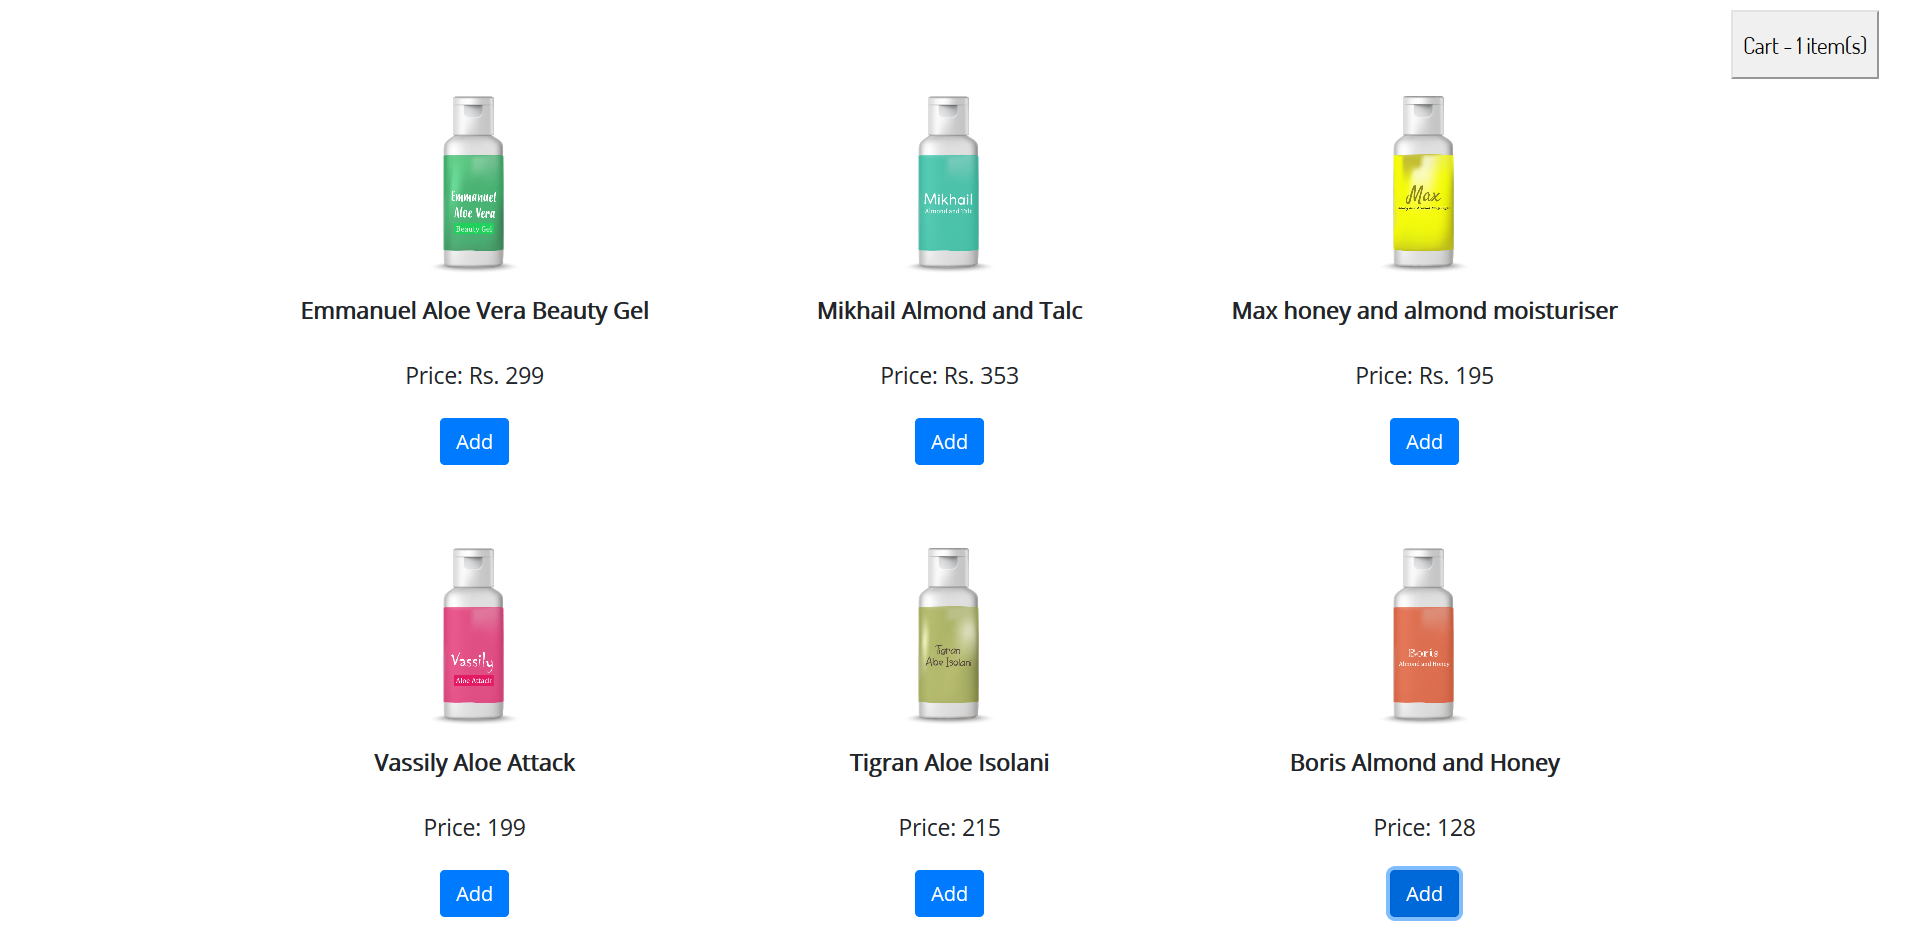 Cart - 1 item(s)
Emmanuel
Aloe Vera
Beauty Gel
Mikhail
Almond and Talc
Max
Emmanuel Aloe Vera Beauty Gel
Mikhail Almond and Talc
Max honey and almond moisturiser
Price: Rs. 299
Price: Rs. 353
Price: Rs. 195
Add
Add
Add
Vassily
Aloe Attack
Tigran
Aloe Isolani
Boris
Almond and Honey
Vassily Aloe Attack
Tigran Aloe Isolani
Boris Almond and Honey
Price: 199
Price: 215
Price: 128
Add
Add
Add